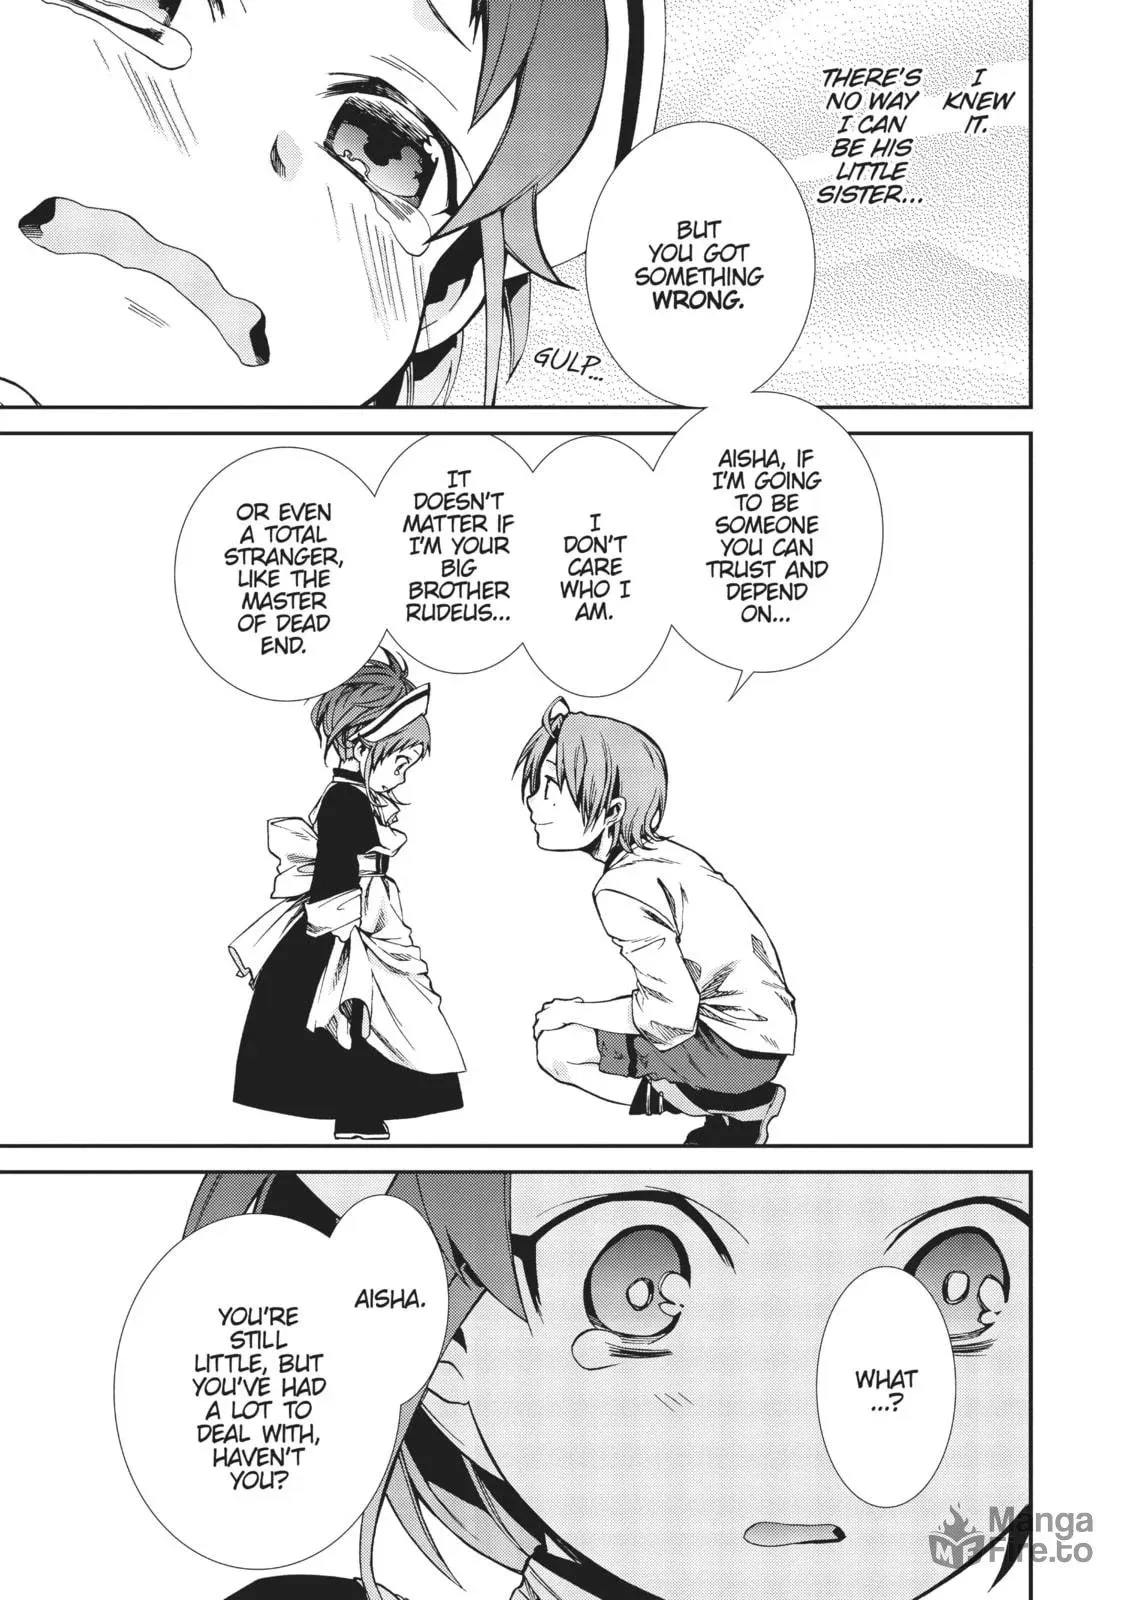 I
KNEW
IT.
THERE'S
NO WAY
I CAN
BE HIS
LITTLE
SISTER...
BUT
YOU GOT
SOMETHING
WRONG.
GULP...
AISHA, IF
I'M GOING
TO BE
SOMEONE
YOU CAN
TRUST AND
DEPEND
ON...
I
DON'T
CARE
WHO I
AM.
IT
DOESN'T
MATTER IF
I'M YOUR
BIG
BROTHER
RUDEUS...
OR EVEN
A TOTAL
STRANGER,
LIKE THE
MASTER
OF DEAD
END.
WHAT
...?
AISHA.
YOU'RE
STILL
LITTLE, BUT
YOU'VE HAD
A LOT TO
DEAL WITH,
HAVEN'T
YOU?
MF
Manga
Fire.to